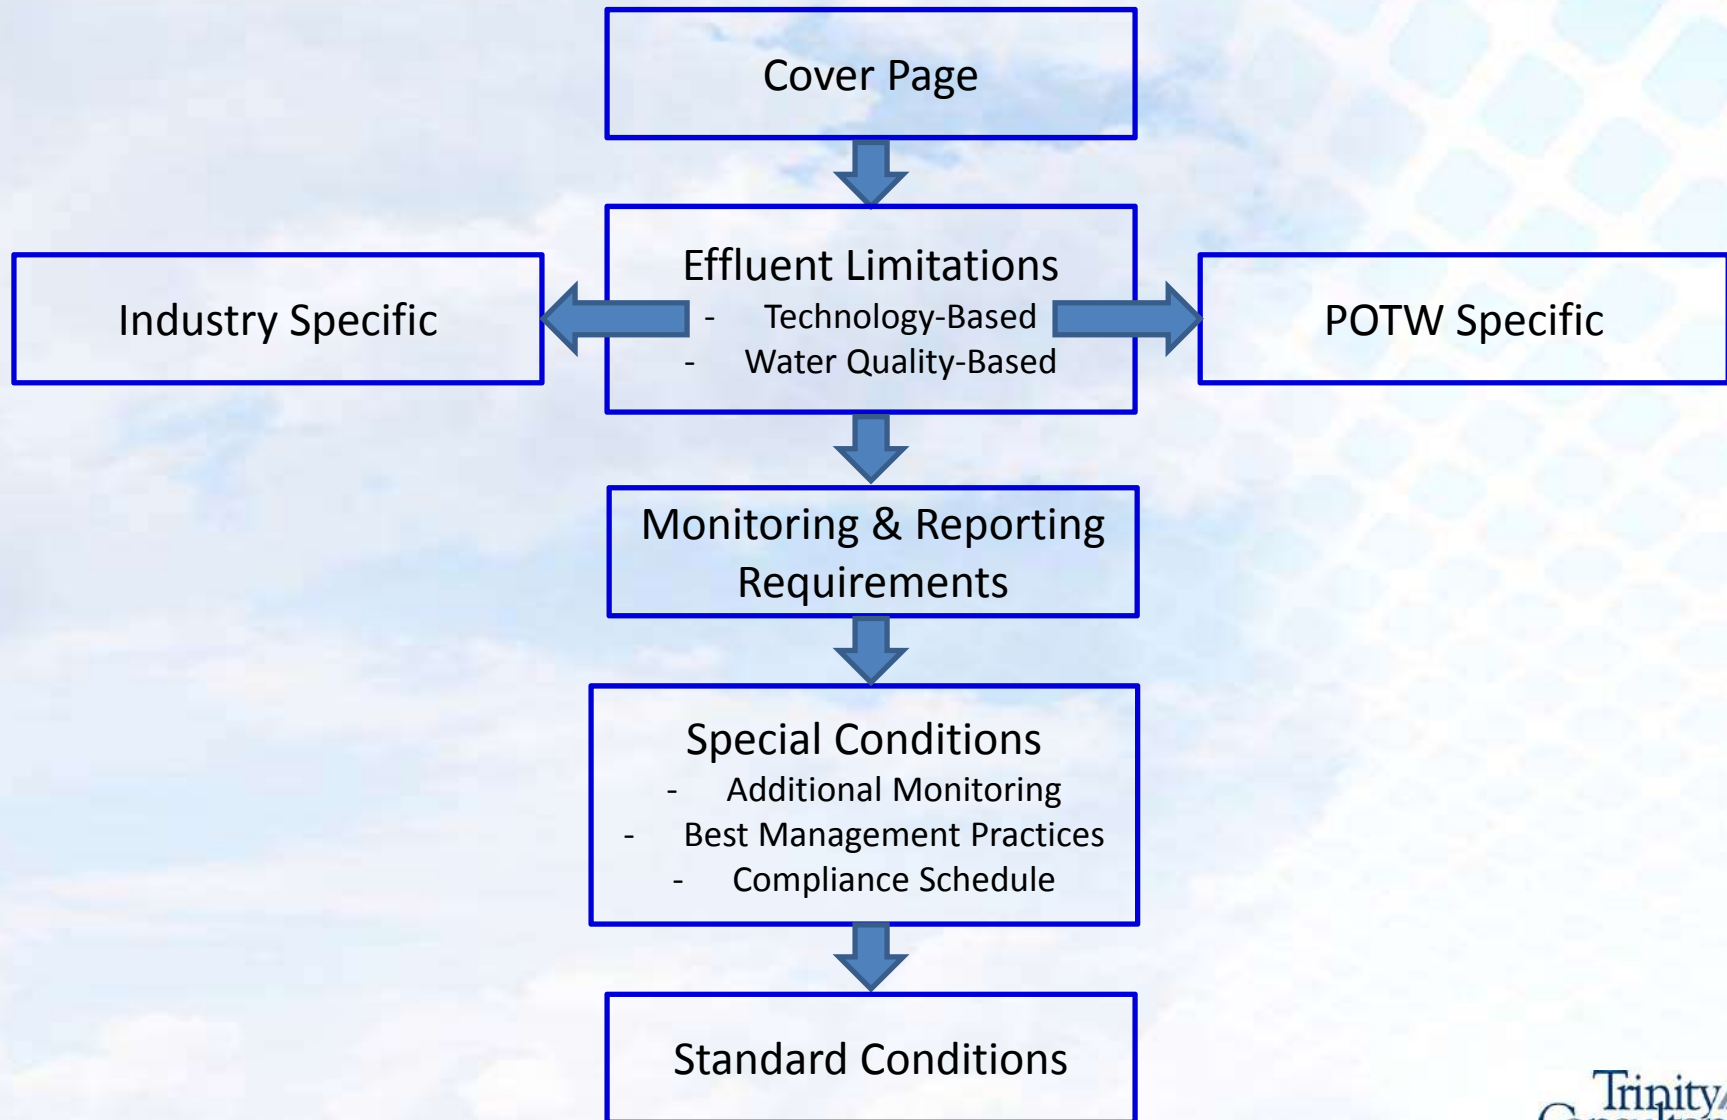 Cover Page
Effluent Limitations
- Technology-Based
- Water Quality-Based
Industry Specific
POTW Specific
Monitoring & Reporting
Requirements
Special Conditions
- Additional Monitoring
- Best Management Practices
- Compliance Schedule
Standard Conditions
Trinity